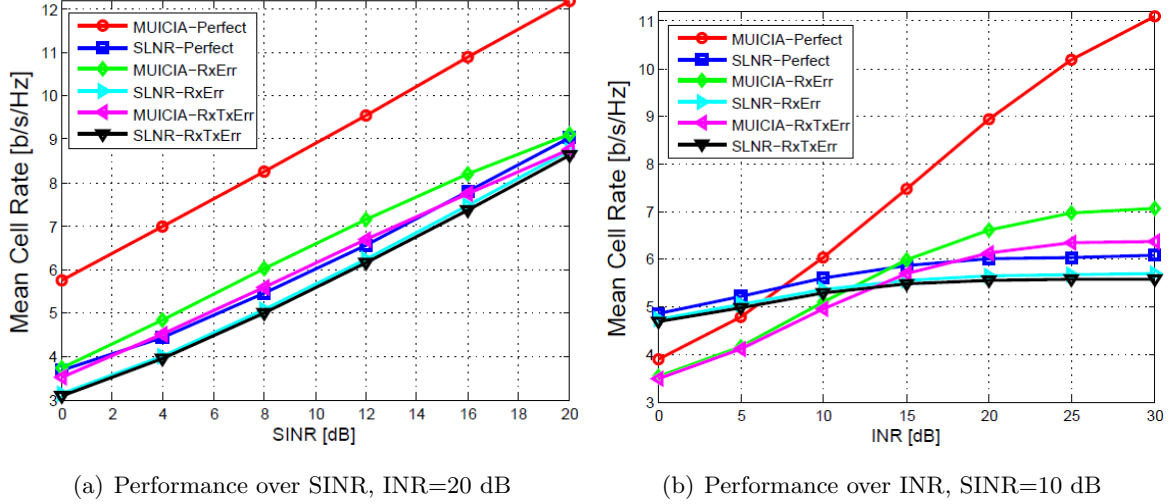 12
11
10
9
8
7
6
5
4
3
Mean Cell Rate [b/s/Hz]
MUICIA-Perfect
SLNR-Perfect
MUICIA-RxErr
SLNR-RxErr
MUICIA-RxTxErr
SLNR-RxTxErr
0 2 4 6 8 10 12 14 16 18 20
SINR [dB]
(a) Performance over SINR, INR=20 dB
11
10
9
8
7
6
5
4
3
Mean Cell Rate [b/s/Hz]
MUICIA-Perfect
SLNR-Perfect
MUICIA-RxErr
SLNR-RxErr
MUICIA-RxTxErr
SLNR-RxTxErr
0 5 10 15 20 25 30
INR [dB]
(b) Performance over INR, SINR=10 dB